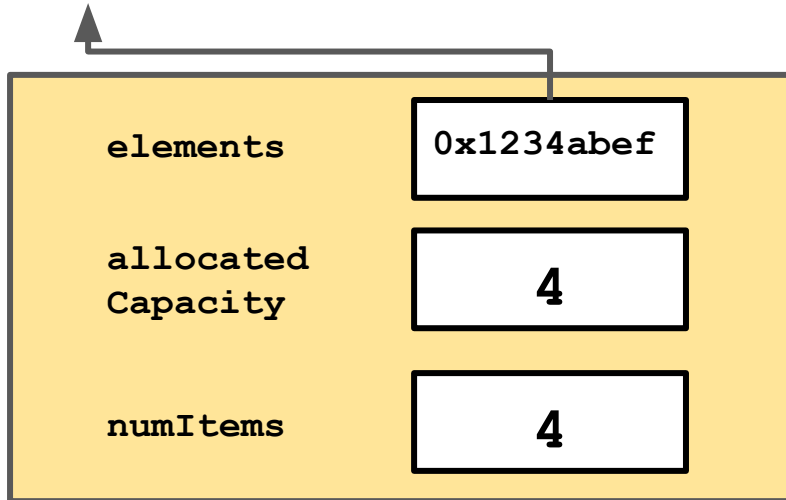 elements
0x1234abef
allocated
Capacity
4
numItems
4